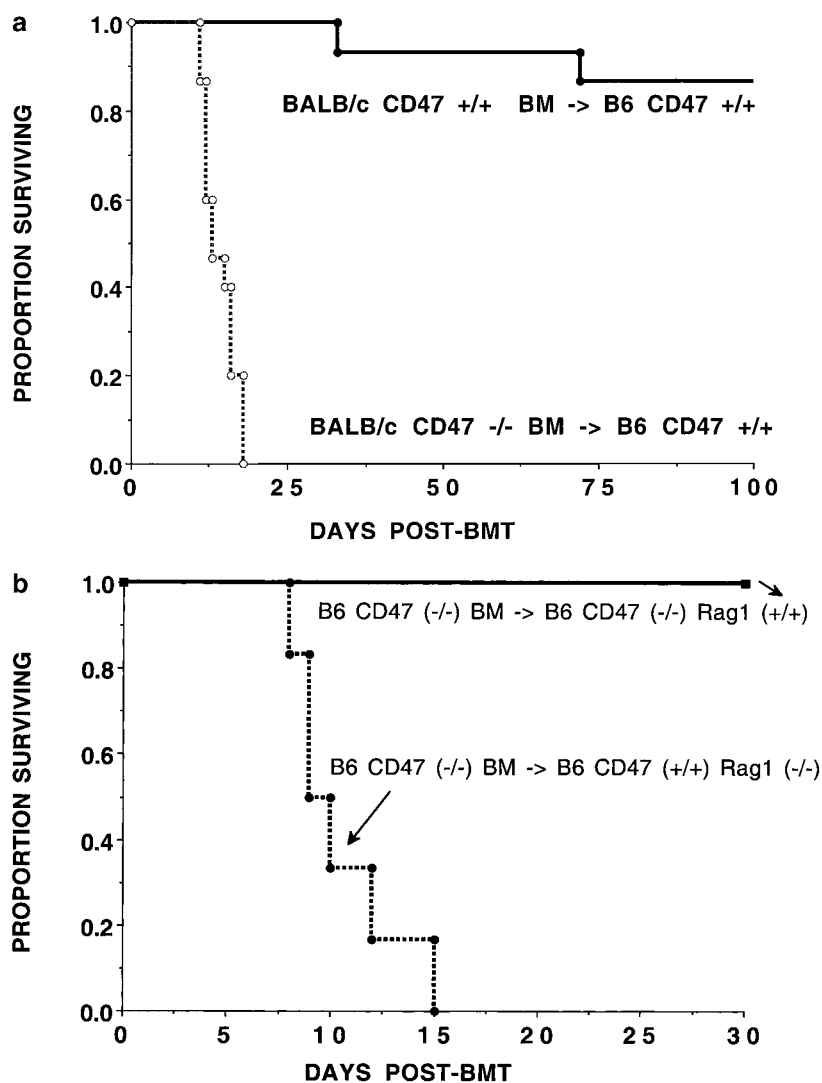 a
PROPORTION SURVIVING
1.0
0.8
0.6
0.4
0.2
0.0
BALB/c CD47 +/+ BM -> B6 CD47 +/+
BALB/c CD47 -/- BM -> B6 CD47 +/+
0 25 50 75 100
DAYS POST-BMT
b
PROPORTION SURVIVING
1.0
0.8
0.6
0.4
0.2
0.0
B6 CD47 (-/-) BM -> B6 CD47 (-/-) Rag1 (+/+)
B6 CD47 (-/-) BM -> B6 CD47 (+/+) Rag1 (-/-)
0 5 10 15 20 25 30
DAYS POST-BMT